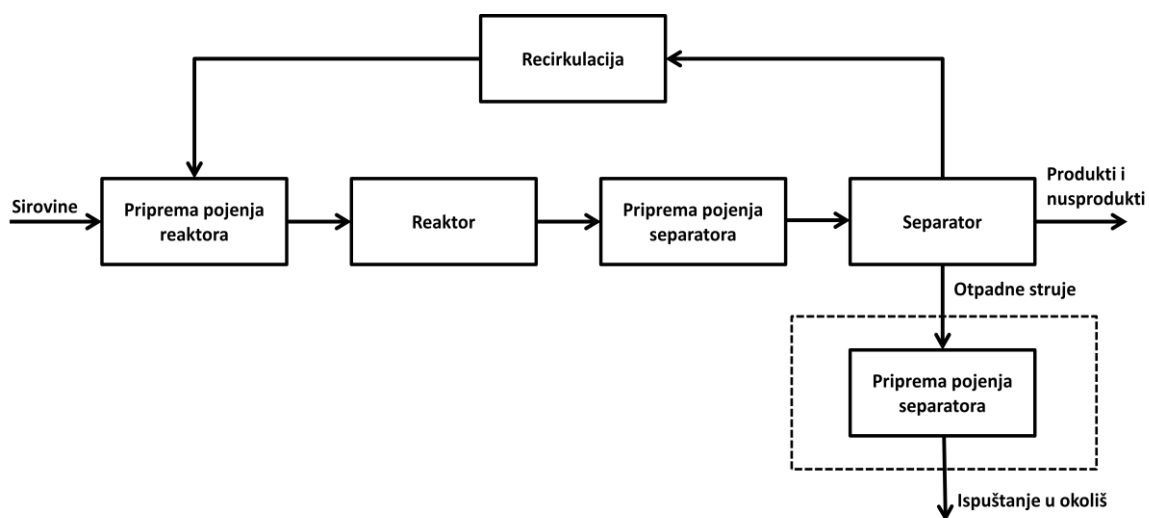 Recirkulacija
Sirovine
Priprema pojenja
reaktora
Reaktor
Priprema pojenja
separatora
Separator
Produkti i
nusprodukti
Otpadne struje
Priprema pojenja
separatora
Ispuštanje u okoliš